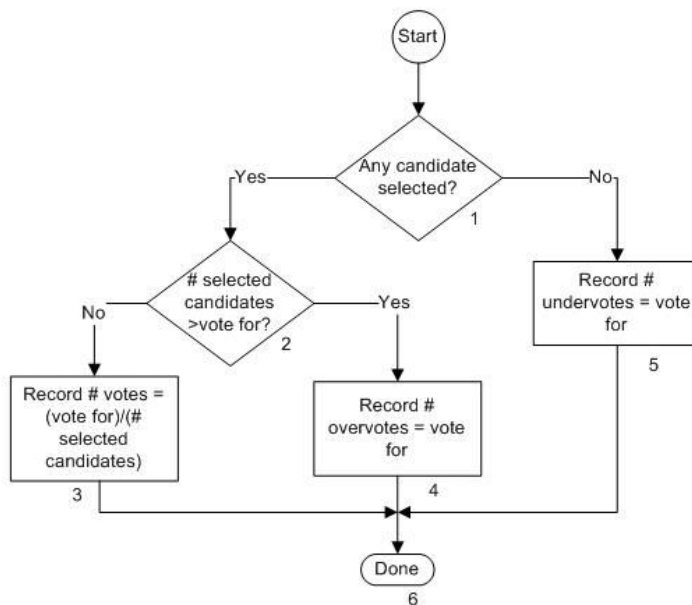 Start
Any candidate
selected?
1
Yes
No
# selected
candidates
>vote for?
2
No
Yes
Record #
undervotes = vote
for
5
Record # votes =
(vote for)/(#
selected
candidates)
3
Record #
overvotes = vote
for
4
Done
6